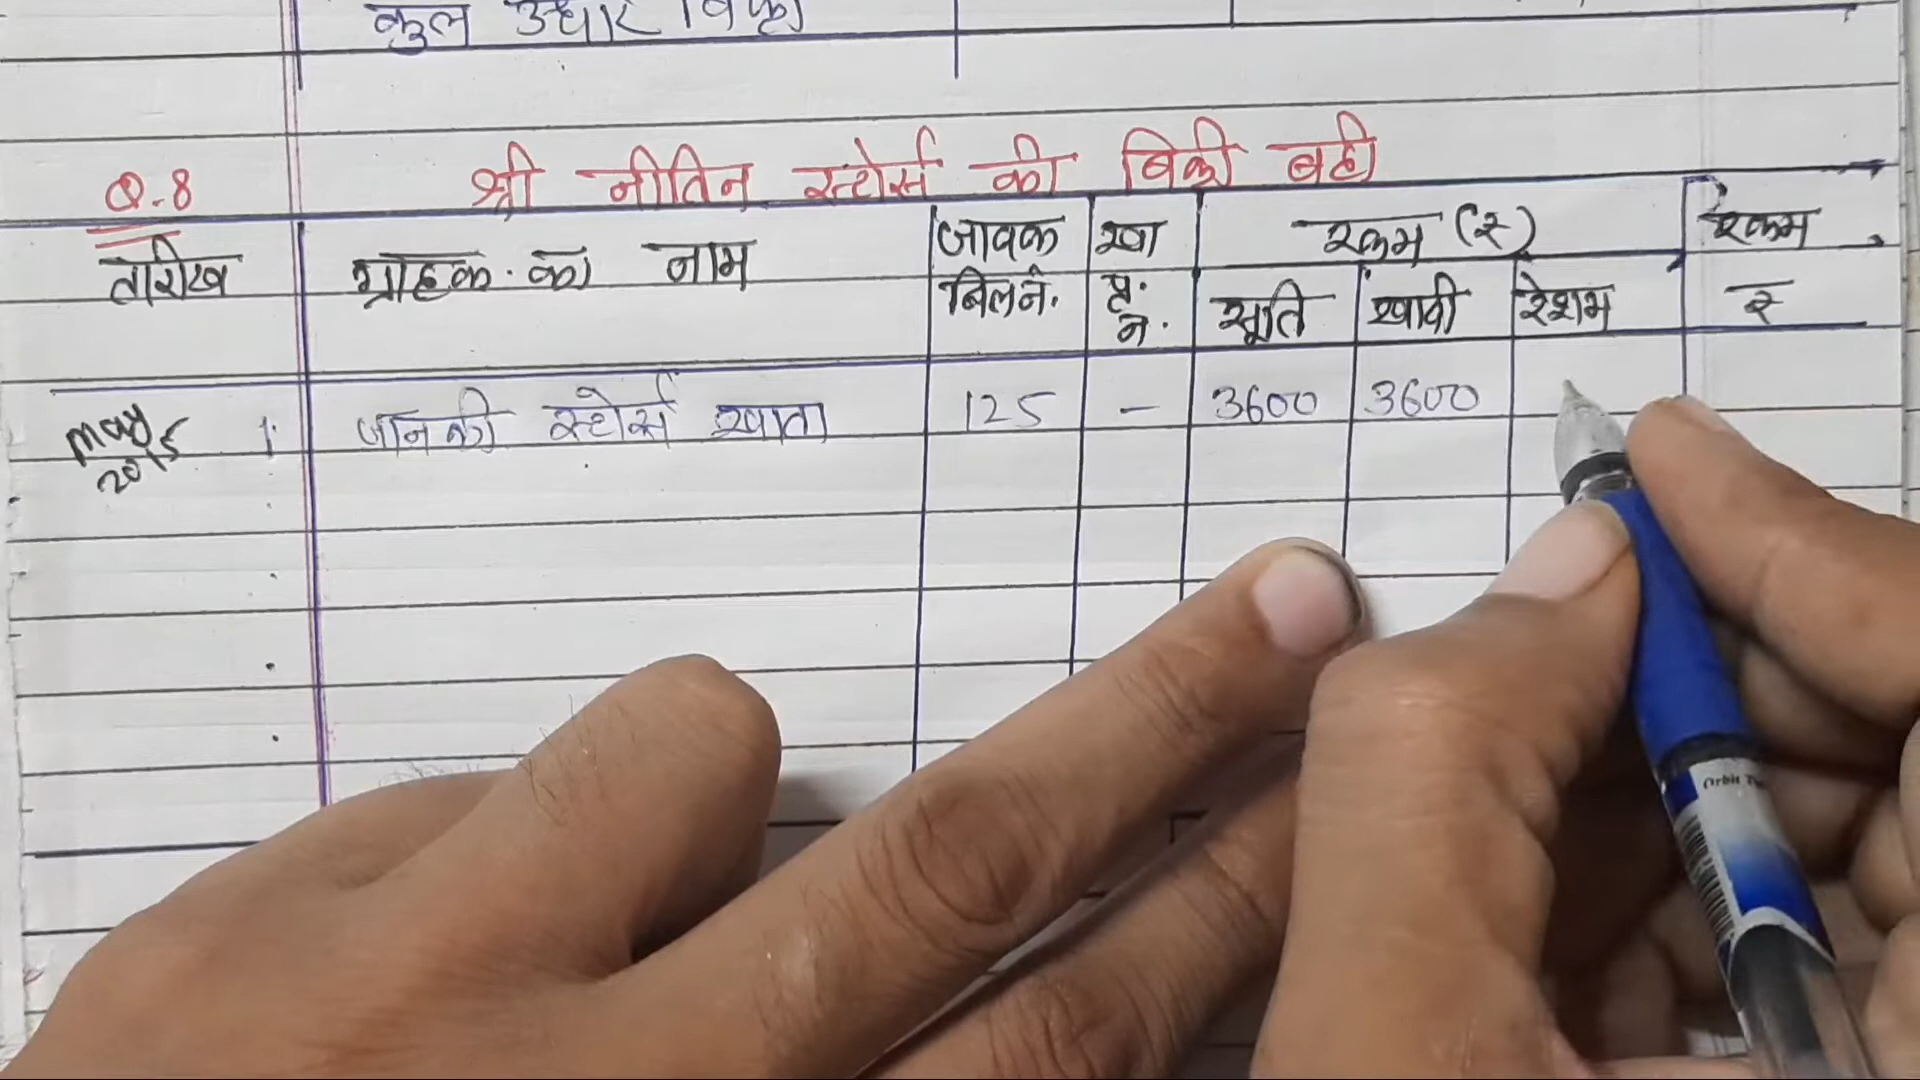 कुल उधार बिक्री
Q.8 श्री नीतिन स्टोर्स की बिक्री बही
तारीख ग्राहक का नाम जावक बिल नं. खा पृ. न. रकम (₹) रकम ₹
सूति खादी रेशम
May 2015 1 जानकी स्टोर्स खाता 125 – 3600 3600
Orbit